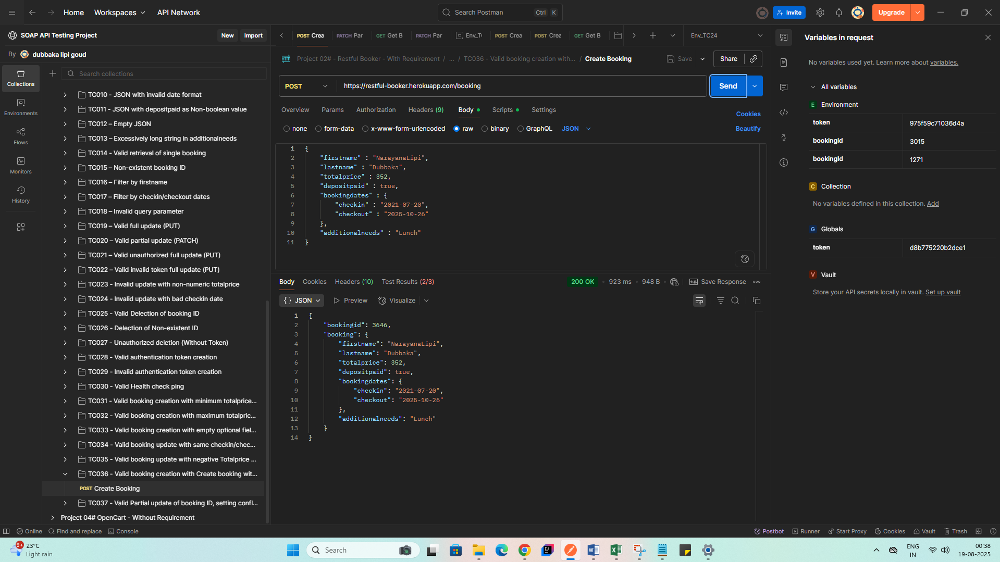 Home
Workspaces
API Network
Search Postman
Ctrl
K
Invite
Upgrade
SOAP API Testing Project
New
Import
By dubbaka lipi goud
Collections
Environments
Flows
Monitors
History
Search collections
TC010 - JSON with invalid date format
TC011 - JSON with depositpaid as Non-boolean value
TC012 – Empty JSON
TC013 – Excessively long string in additionalneeds
TC014 - Valid retrieval of single booking
TC015 – Non-existent booking ID
TC016 – Filter by firstname
TC017 – Filter by checkin/checkout dates
TC018 – Invalid query parameter
TC019 – Valid full update (PUT)
TC020 – Valid partial update (PATCH)
TC021 – Valid unauthorized full update (PUT)
TC022 – Valid invalid token full update (PUT)
TC023 - Invalid update with non-numeric totalprice
TC024 - Invalid update with bad checkin date
TC025 - Valid Delection of booking ID
TC026 - Delection of Non-existent ID
TC027 - Unauthorized deletion (Without Token)
TC028 - Valid authentication token creation
TC029 - Invalid authentication token creation
TC030 - Valid Health check ping
TC031 - Valid booking creation with minimum totalprice...
TC032 - Valid booking creation with maximum totalpric...
TC033 - Valid booking creation with empty optional fiel...
TC034 - Valid booking update with same checkin/chec...
TC035 - Valid booking update with negative Totalprice ...
TC036 - Valid booking creation with Create booking wit...
POST Create Booking
TC037 - Valid Partial update of booking ID, setting confl...
Project 04# OpenCart - Without Requirement
POST Crea
PATCH Par
GET Get B
PATCH Par
Env_T
POST Crea
POST Crea
GET Get B
Env_TC24
HTTP
Project 02# - Restful Booker - With Requirement / ... / TC036 - Valid booking creation with... / Create Booking
Save
Share
POST
https://restful-booker.herokuapp.com/booking
Send
Overview
Params
Authorization
Headers (9)
Body
Scripts
Settings
Cookies
none
form-data
x-www-form-urlencoded
raw
binary
GraphQL
JSON
Beautify
1 {
2 "firstname" : "NarayanaLipi",
3 "lastname" : "Dubbaka",
4 "totalprice" : 352,
5 "depositpaid" : true,
6 "bookingdates" : {
7 "checkin" : "2021-07-20",
8 "checkout" : "2025-10-26"
9 },
10 "additionalneeds" : "Lunch"
11 }
Body
Cookies
Headers (10)
Test Results (2/3)
200 OK
923 ms
948 B
e.g.
Save Response
{} JSON
Preview
Visualize
1 {
2 "bookingid": 3646,
3 "booking": {
4 "firstname": "NarayanaLipi",
5 "lastname": "Dubbaka",
6 "totalprice": 352,
7 "depositpaid": true,
8 "bookingdates": {
9 "checkin": "2021-07-20",
10 "checkout": "2025-10-26"
11 },
12 "additionalneeds": "Lunch"
13 }
14 }
Variables in request
No variables used yet. Learn more about variables.
All variables
E Environment
token 975f59c71036d4a
bookingid 3015
bookingId 1271
C Collection
No variables defined in this collection. Add
G Globals
token d8b775220b2dce1
V Vault
Store your API secrets locally in vault. Set up vault
Online
Find and replace
Console
Postbot
Runner
Start Proxy
Cookies
Vault
Trash
9+
23°C
Light rain
Search
ENG
IN
00:38
19-08-2025